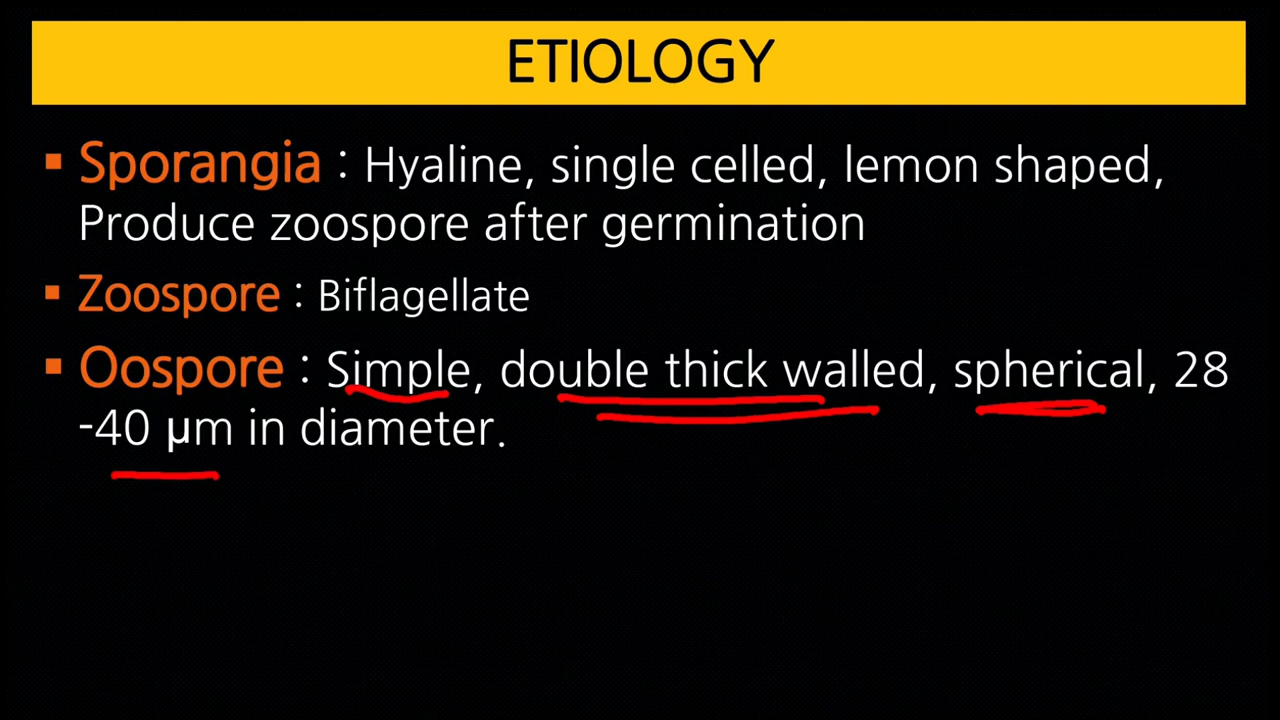 ETIOLOGY
▪ Sporangia : Hyaline, single celled, lemon shaped,
Produce zoospore after germination
▪ Zoospore : Biflagellate
▪ Oospore : Simple, double thick walled, spherical, 28
-40 µm in diameter.